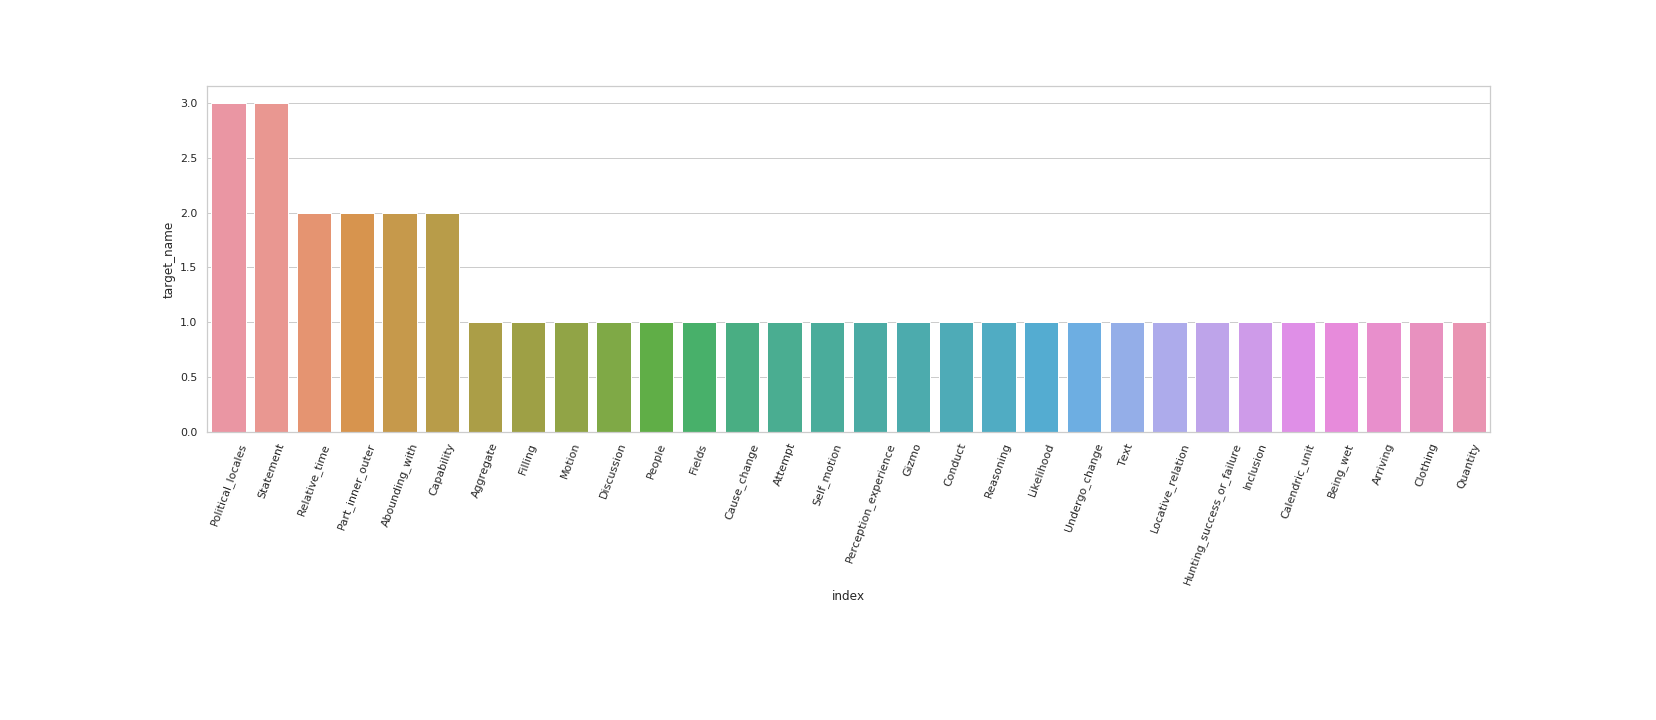 3.0
2.5
2.0
1.5
1.0
0.5
0.0
target_name
Political_locales
Statement
Relative_time
Part_inner_outer
Abounding_with
Capability
Aggregate
Filling
Motion
Discussion
People
Fields
Cause_change
Attempt
Self_motion
Perception_experience
Gizmo
Conduct
Reasoning
Likelihood
Undergo_change
Text
Locative_relation
Hunting_success_or_failure
Inclusion
Calendric_unit
Being_wet
Arriving
Clothing
Quantity
index